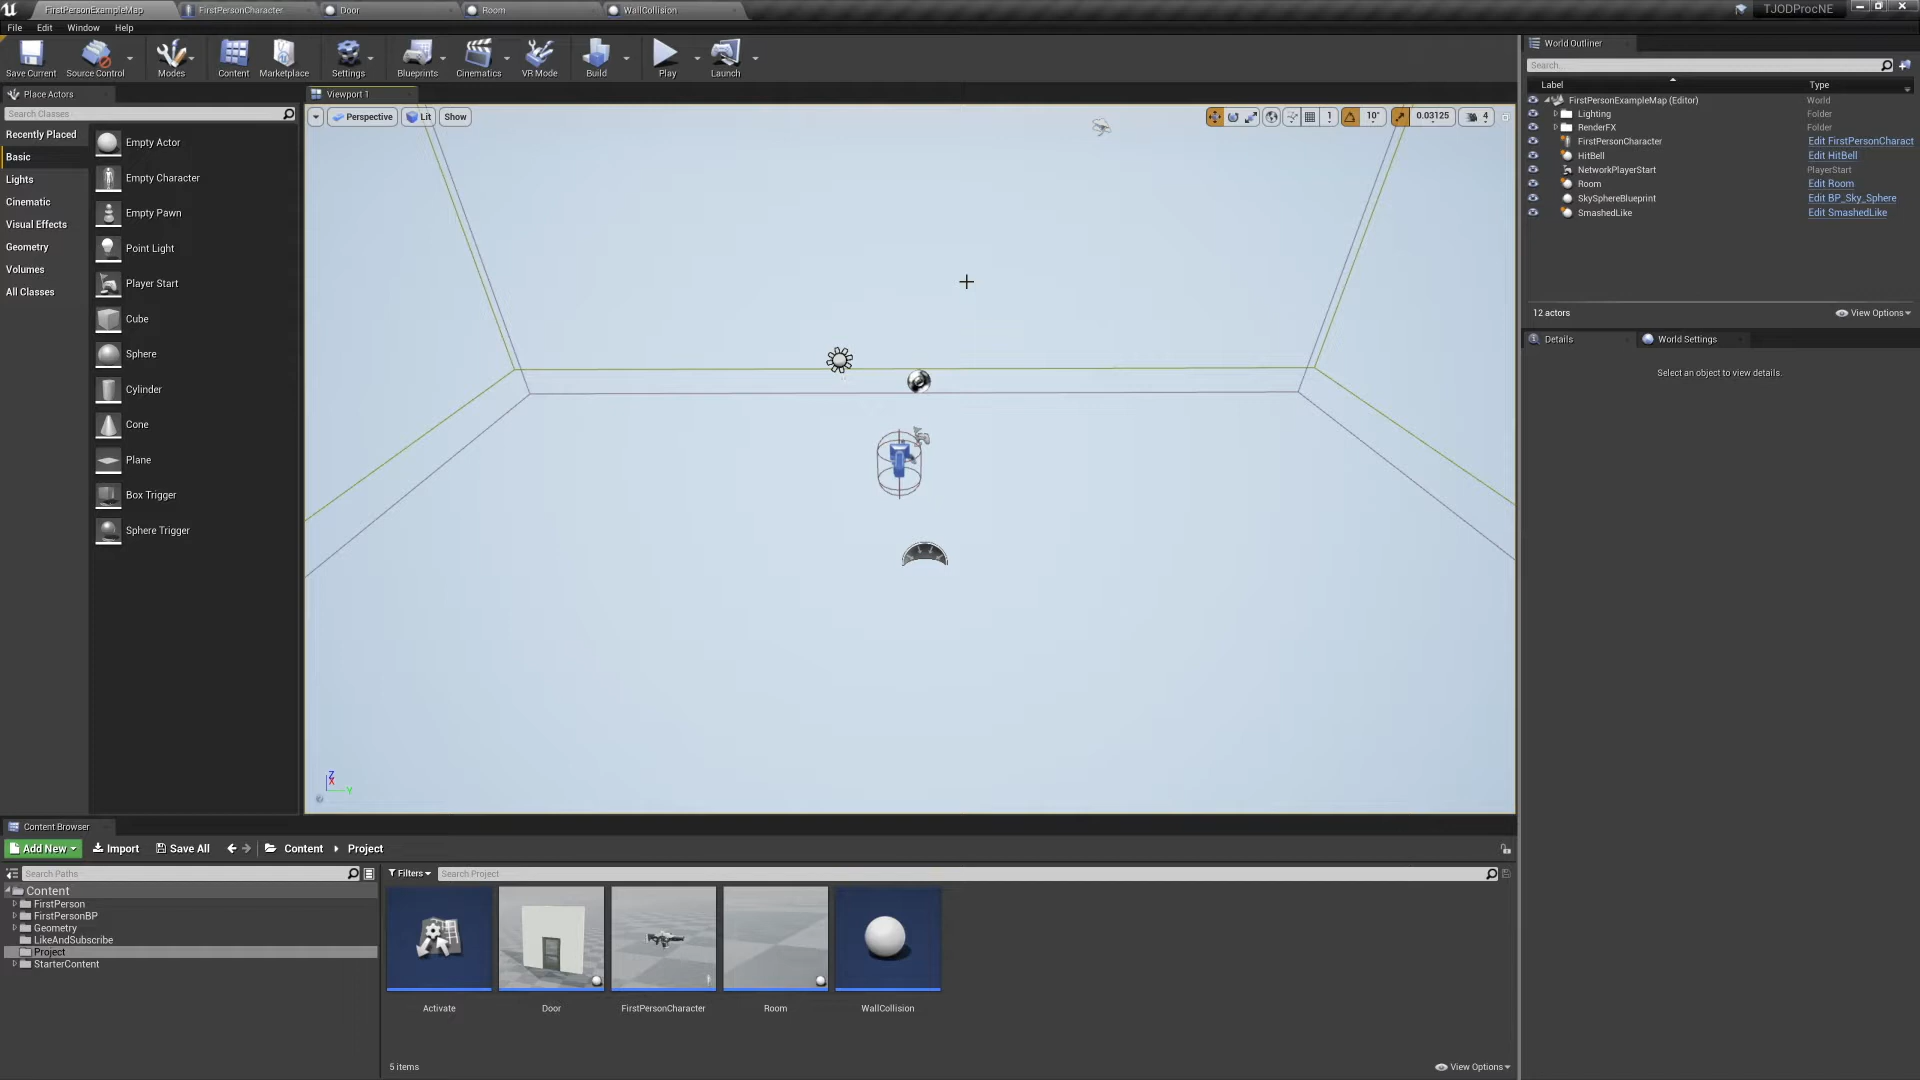 FirstPersonExampleMap
FirstPersonCharacter
Door
Room
WallCollision
TJODProcNE
File Edit Window Help
Save Current
Source Control
Modes
Content
Marketplace
Settings
Blueprints
Cinematics
VR Mode
Build
Play
Launch
Place Actors
Search Classes
Recently Placed
Basic
Lights
Cinematic
Visual Effects
Geometry
Volumes
All Classes
Empty Actor
Empty Character
Empty Pawn
Point Light
Player Start
Cube
Sphere
Cylinder
Cone
Plane
Box Trigger
Sphere Trigger
Viewport 1
Perspective
Lit
Show
1
10°
0.03125
4
Z
X
Y
World Outliner
Search...
Label Type
FirstPersonExampleMap (Editor) World
Lighting Folder
RenderFX Folder
FirstPersonCharacter Edit FirstPersonCharact
HitBell Edit HitBell
NetworkPlayerStart PlayerStart
Room Edit Room
SkySphereBlueprint Edit BP_Sky_Sphere
SmashedLike Edit SmashedLike
12 actors
View Options
Details
World Settings
Select an object to view details.
Content Browser
Add New
Import
Save All
Content
Project
Search Paths
Filters
Search Project
Content
FirstPerson
FirstPersonBP
Geometry
LikeAndSubscribe
Project
StarterContent
Activate
Door
FirstPersonCharacter
Room
WallCollision
5 items
View Options